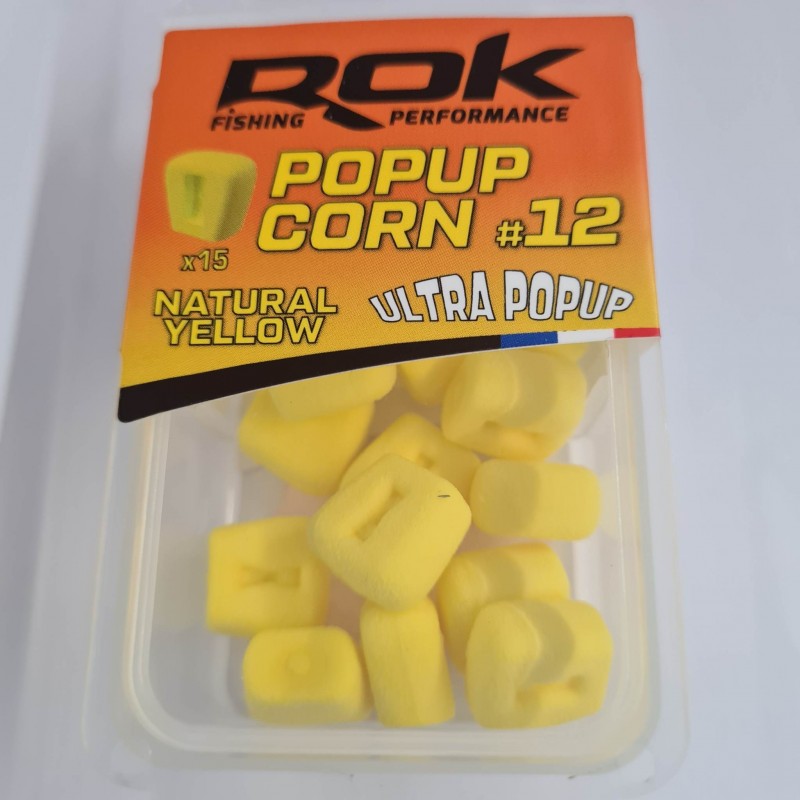 ROK
FiSHING PERFORMANCE
POPUP
CORN #12
x15
NATURAL
YELLOW
ULTRA POPUP